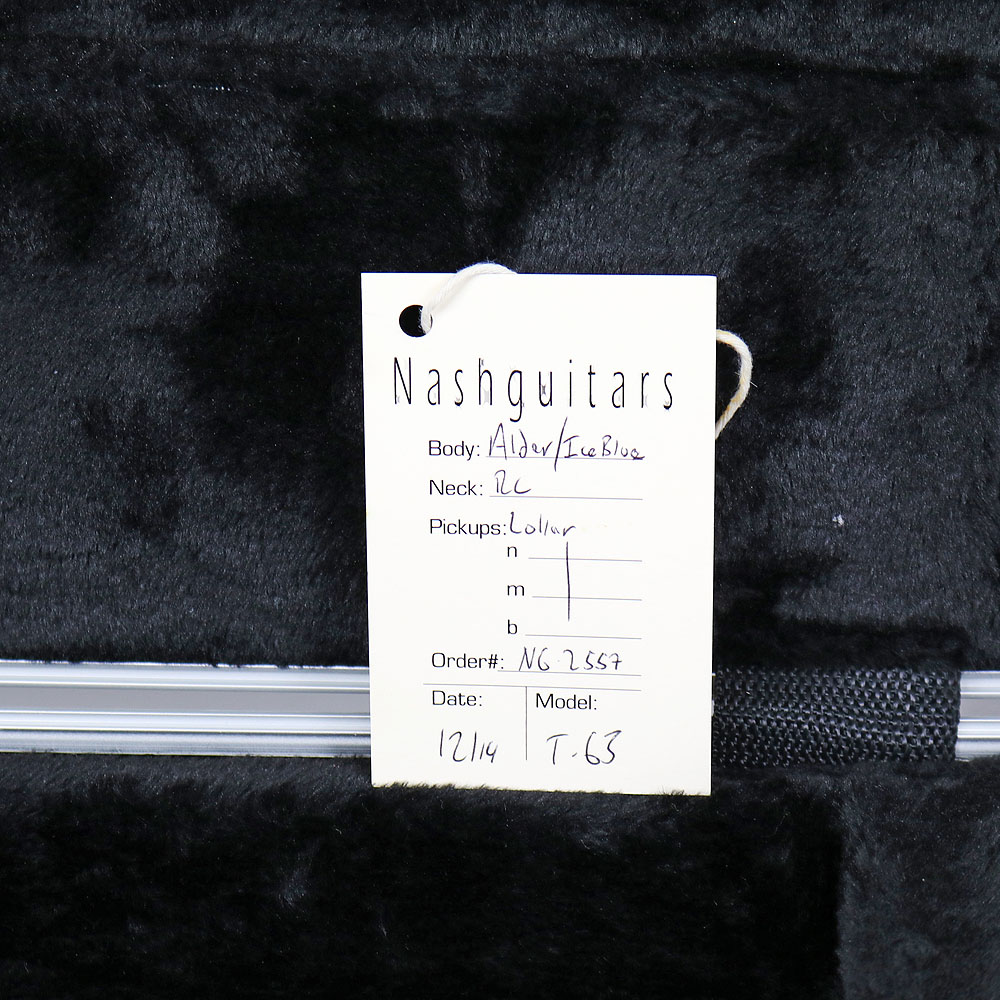 Nashguitars
Body: Alder/Ice Blue
Neck: RC
Pickups: Lollar
n
m
b
Order#: NG-2557
Date: Model:
12/14 T-63